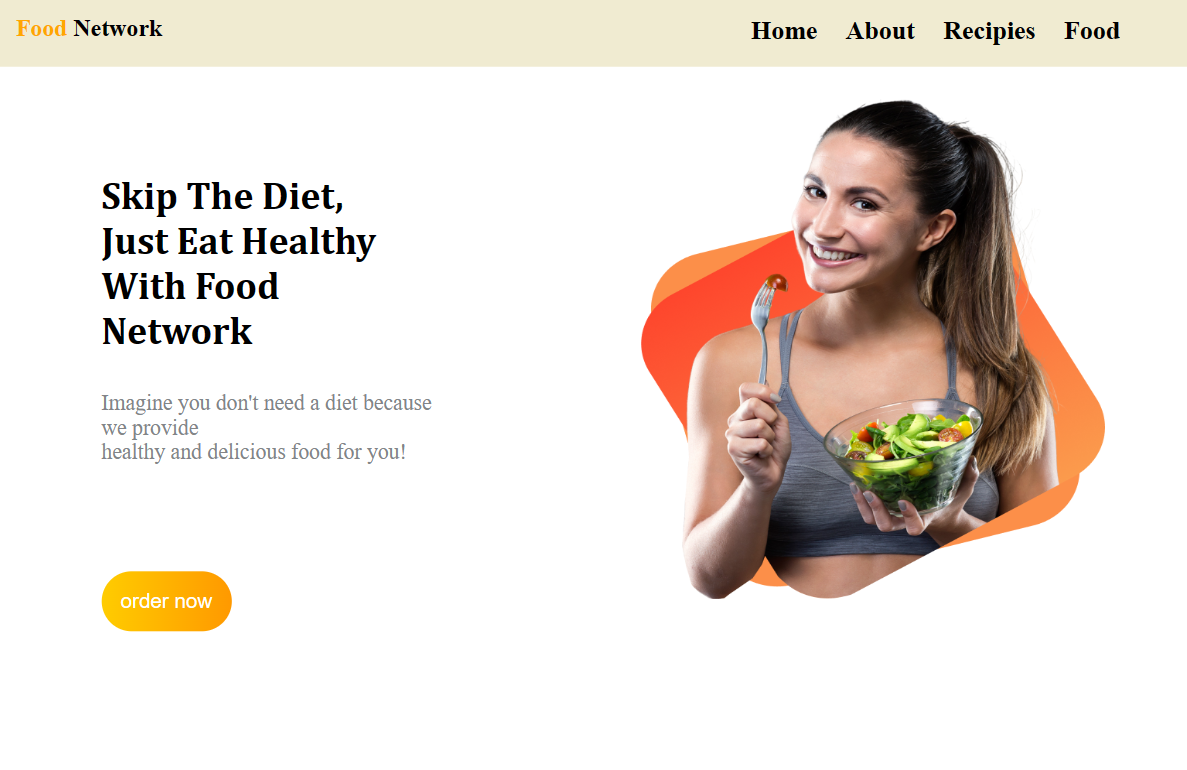 Food Network
Home About Recipies Food
Skip The Diet,
Just Eat Healthy
With Food
Network
Imagine you don't need a diet because
we provide
healthy and delicious food for you!
order now